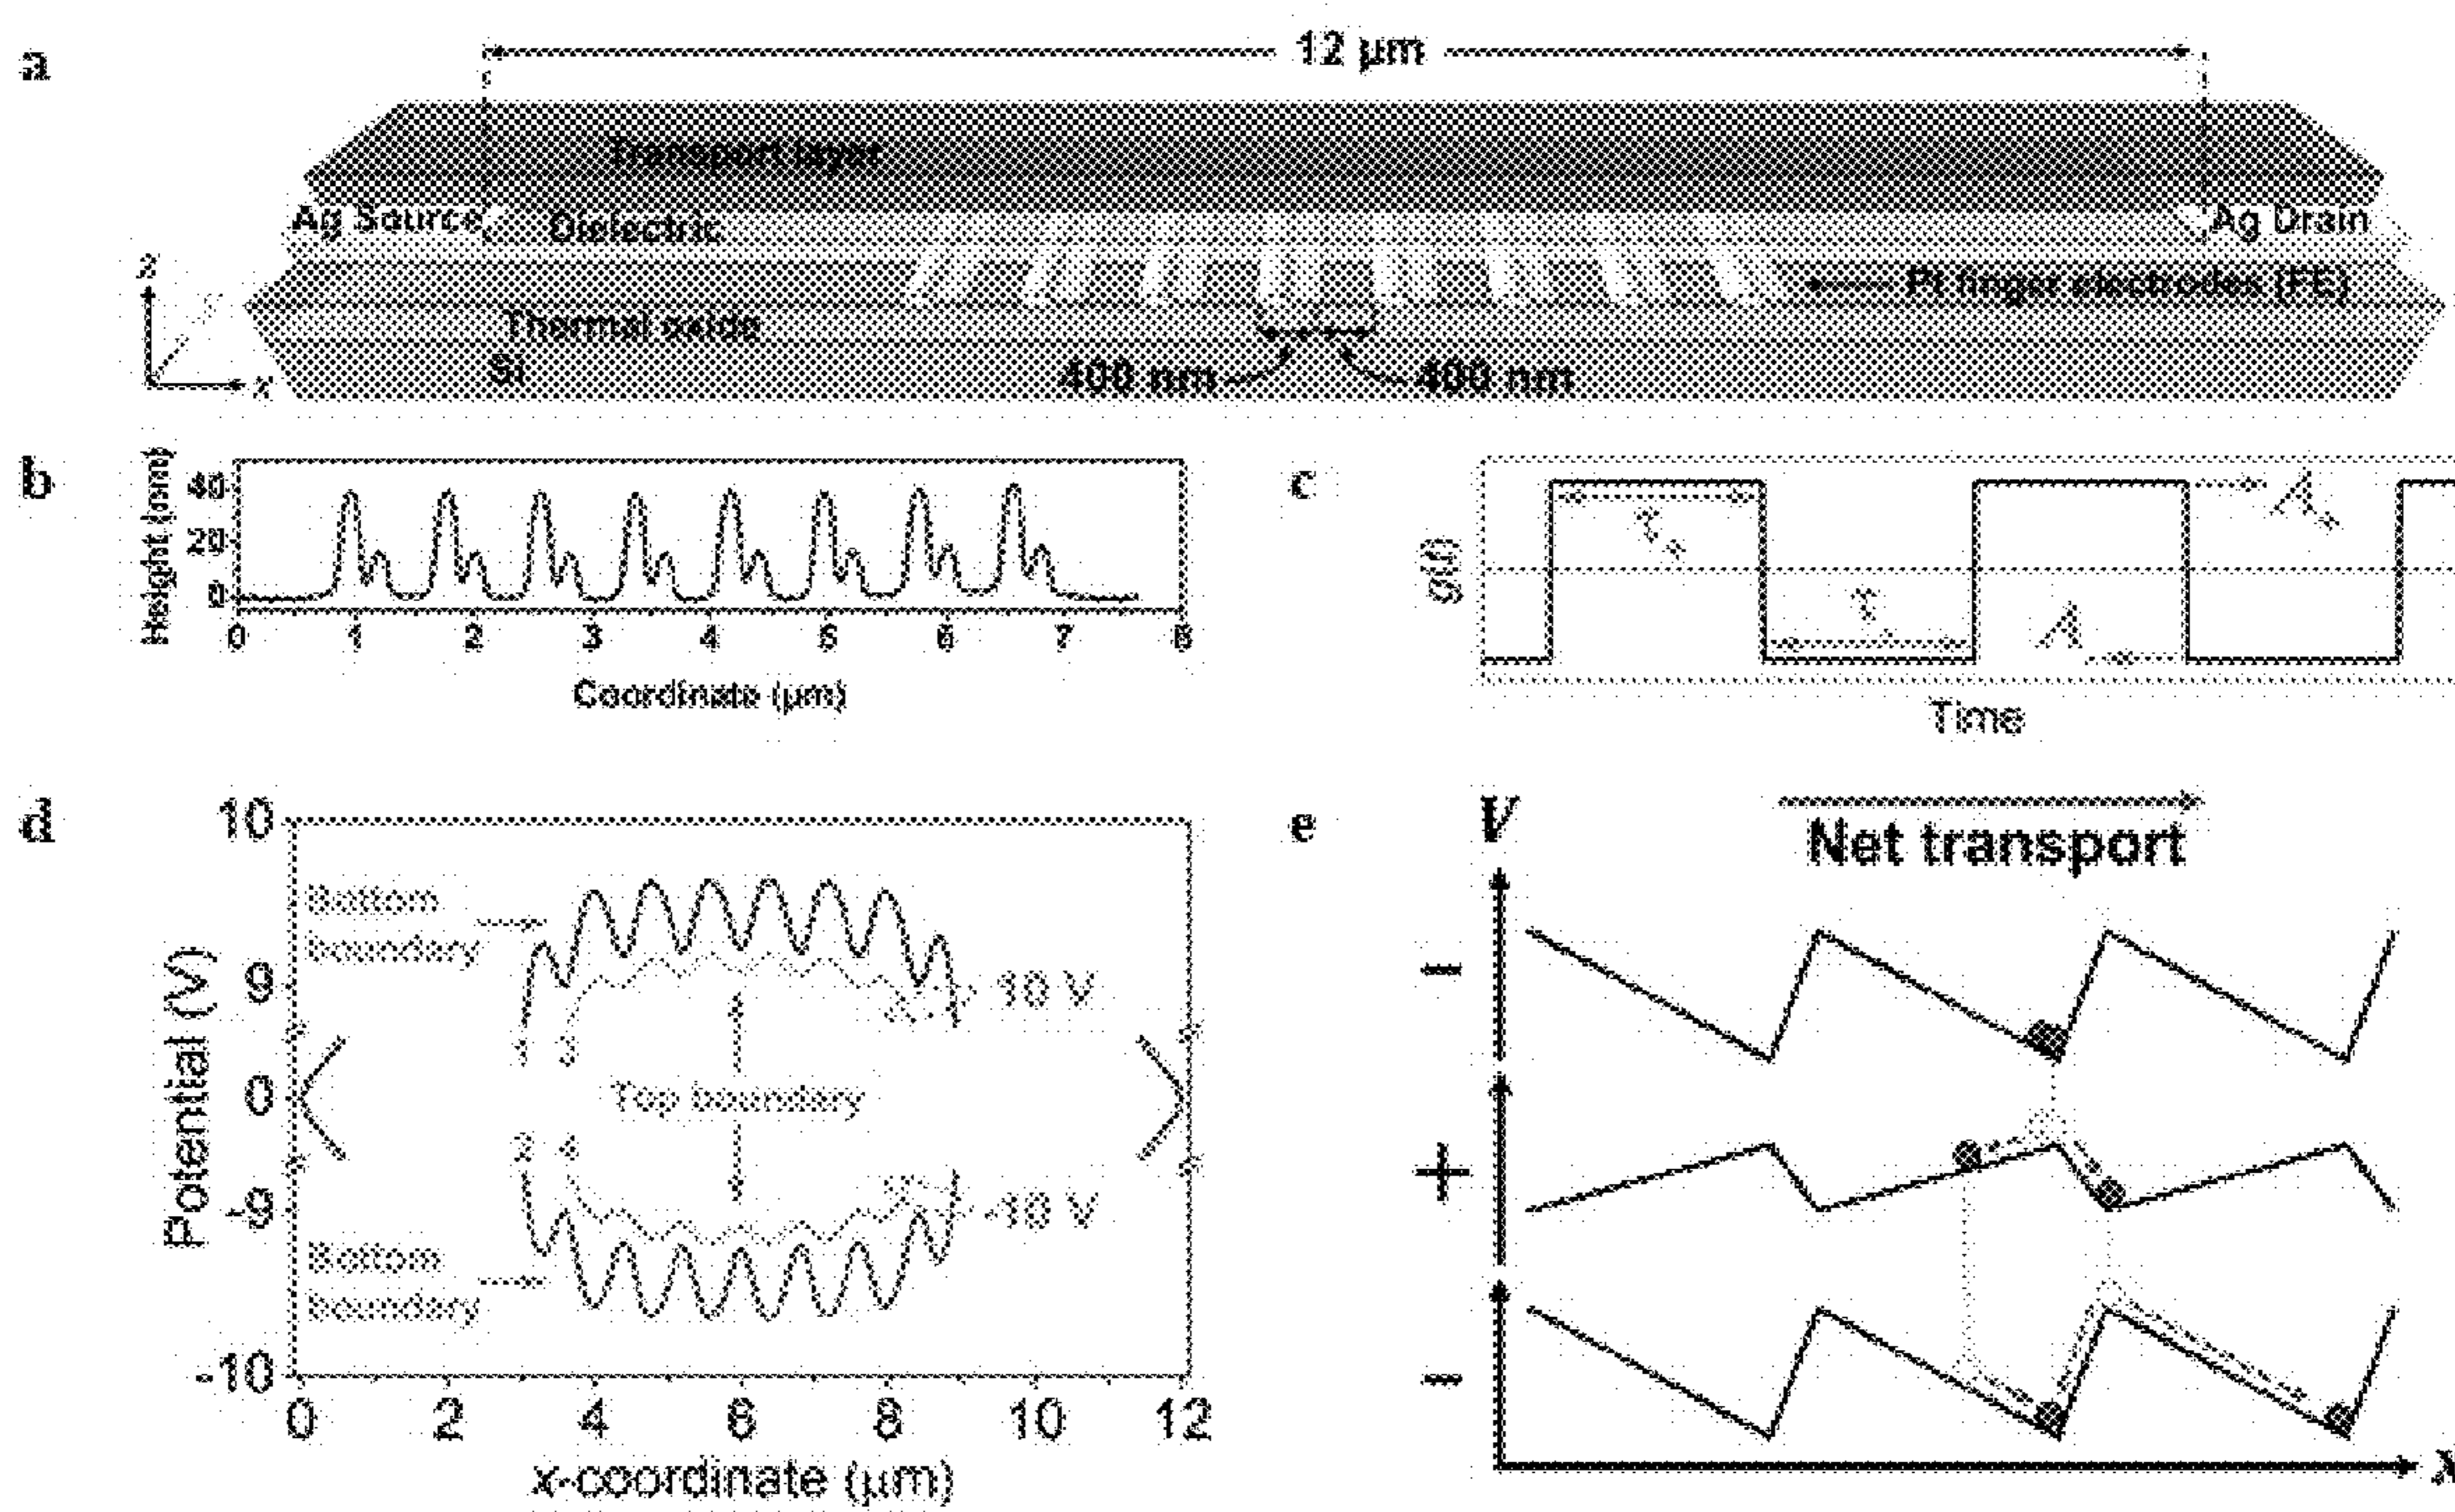 a
12 μm
Transport layer
Ag Source
Dielectric
Ag Drain
Pt finger electrodes (FE)
Thermal oxide
Si
400 nm
400 nm
z
x
b
Height (nm)
40
20
0
0 1 2 3 4 5 6 7 8
Coordinate (μm)
c
g(t)
τ+
A+
τ-
A-
Time
d
Potential (V)
10
9
0
-9
-10
Bottom
boundary
10 V
Top boundary
-10 V
Bottom
boundary
0 2 4 6 8 10 12
x-coordinate (μm)
e
V
Net transport
−
+
−
x